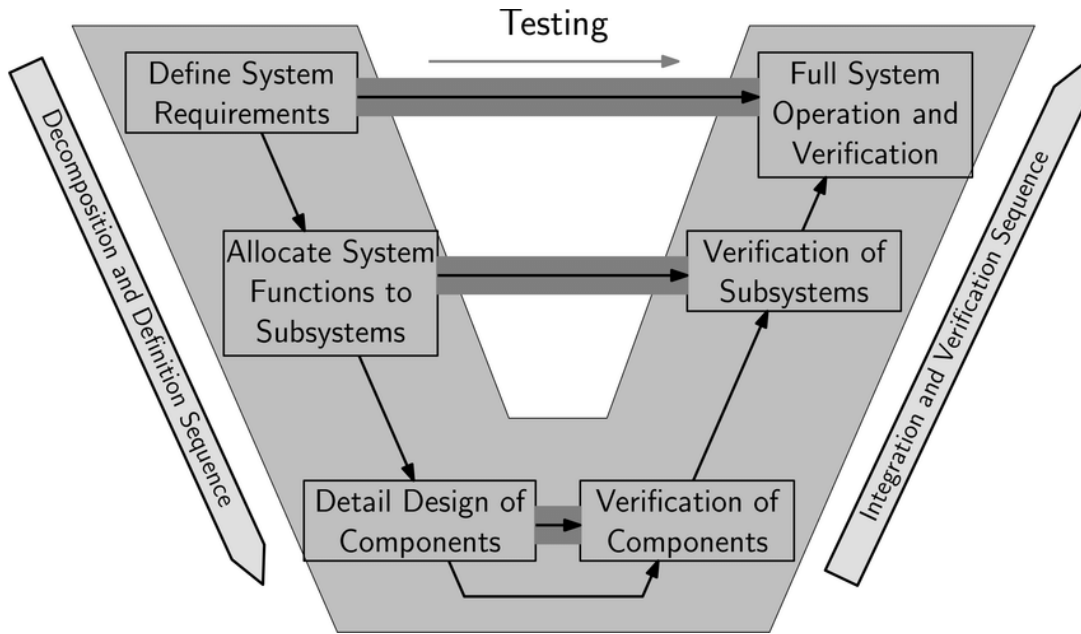 Testing
Define System
Requirements
Full System
Operation and
Verification
Decomposition and Definition Sequence
Allocate System
Functions to
Subsystems
Verification of
Subsystems
Integration and Verification Sequence
Detail Design of
Components
Verification of
Components